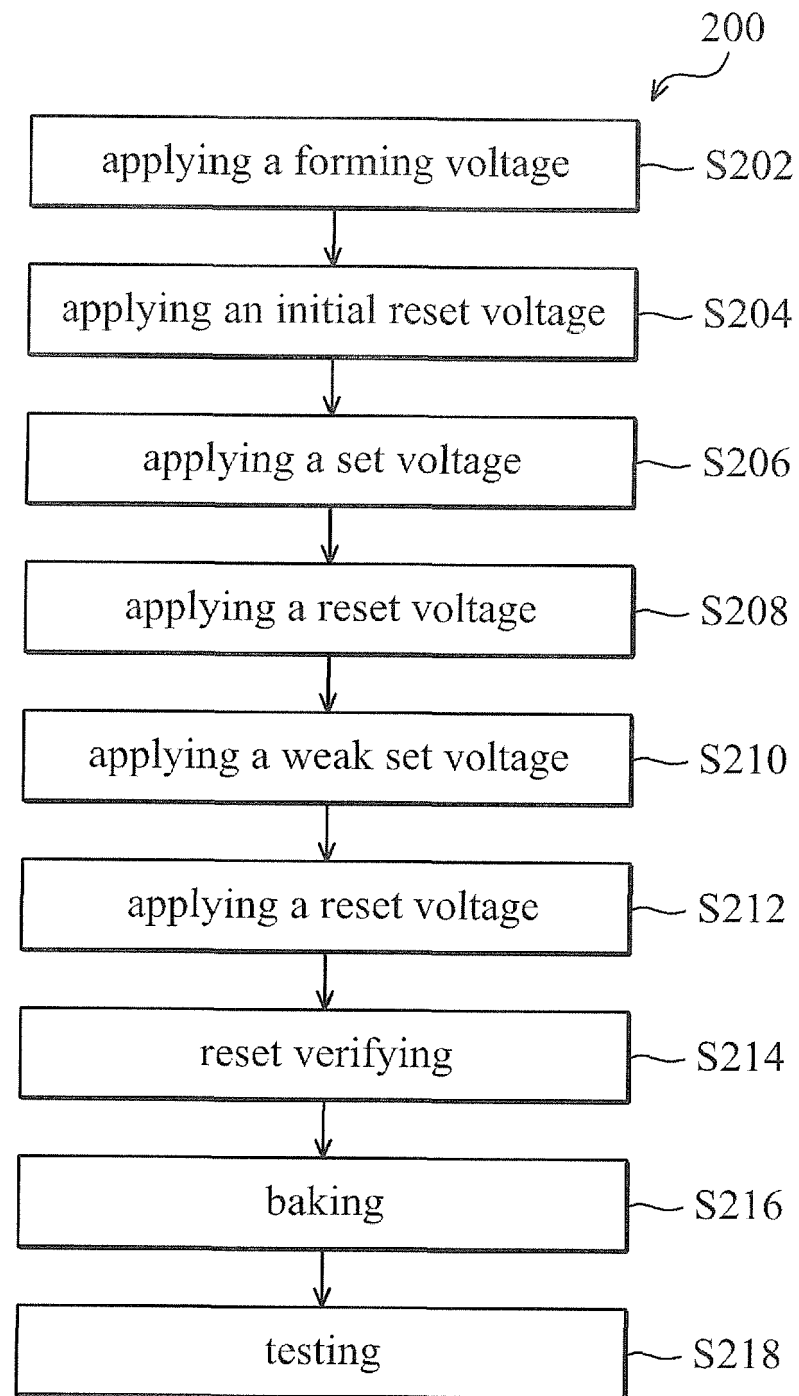 200
applying a forming voltage S202
applying an initial reset voltage S204
applying a set voltage S206
applying a reset voltage S208
applying a weak set voltage S210
applying a reset voltage S212
reset verifying S214
baking S216
testing S218